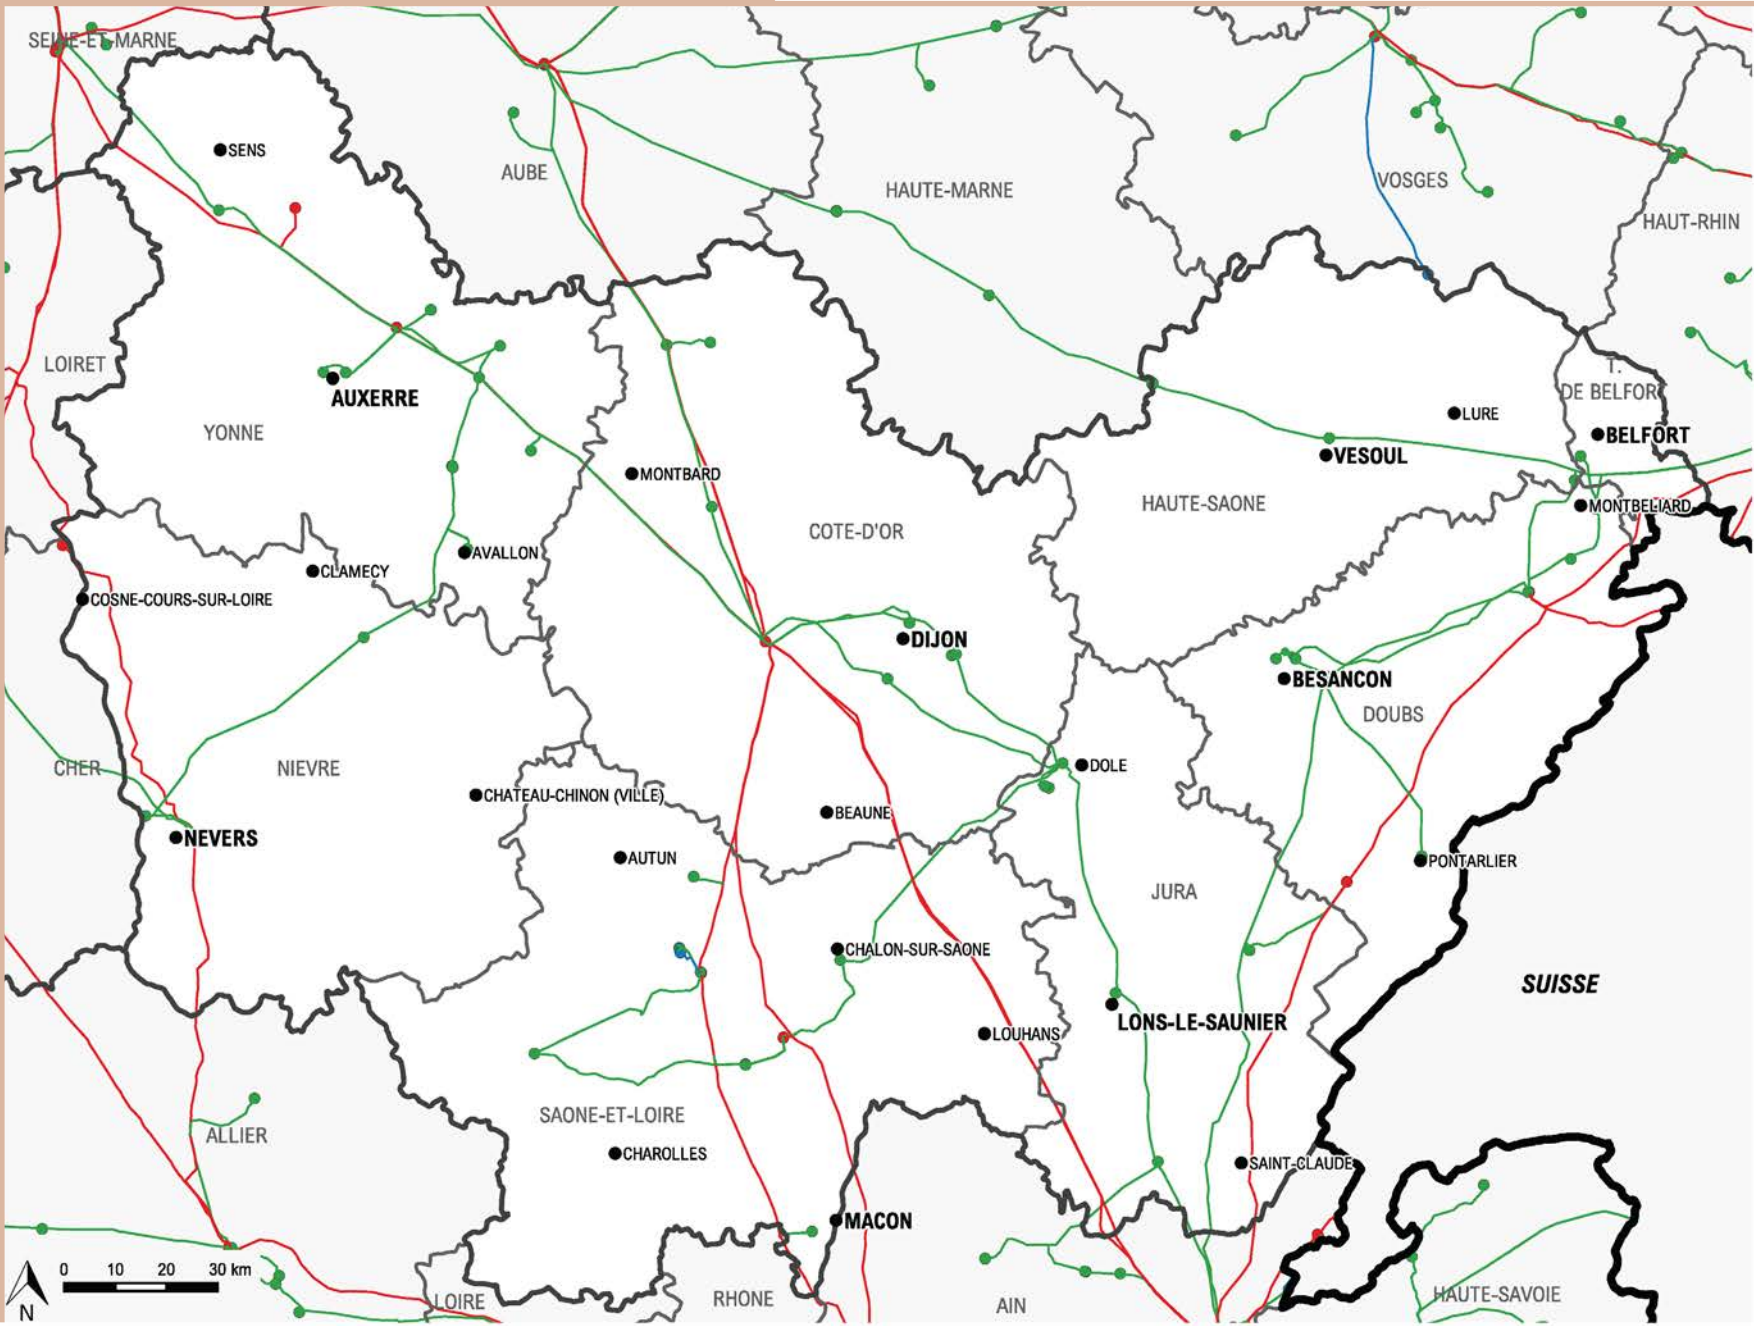 SEINE-ET-MARNE
SENS
AUBE
HAUTE-MARNE
VOSGES
HAUT-RHIN
LOIRET
T.
DE BELFORT
AUXERRE
LURE
YONNE
BELFORT
VESOUL
MONTBARD
HAUTE-SAONE
MONTBELIARD
COTE-D'OR
AVALLON
CLAMECY
COSNE-COURS-SUR-LOIRE
DIJON
BESANCON
DOUBS
CHER
NIEVRE
DOLE
CHATEAU-CHINON (VILLE)
BEAUNE
NEVERS
AUTUN
PONTARLIER
JURA
CHALON-SUR-SAONE
SUISSE
LONS-LE-SAUNIER
LOUHANS
SAONE-ET-LOIRE
ALLIER
CHAROLLES
SAINT-CLAUDE
MACON
0 10 20 30 km
N
LOIRE
RHONE
AIN
HAUTE-SAVOIE